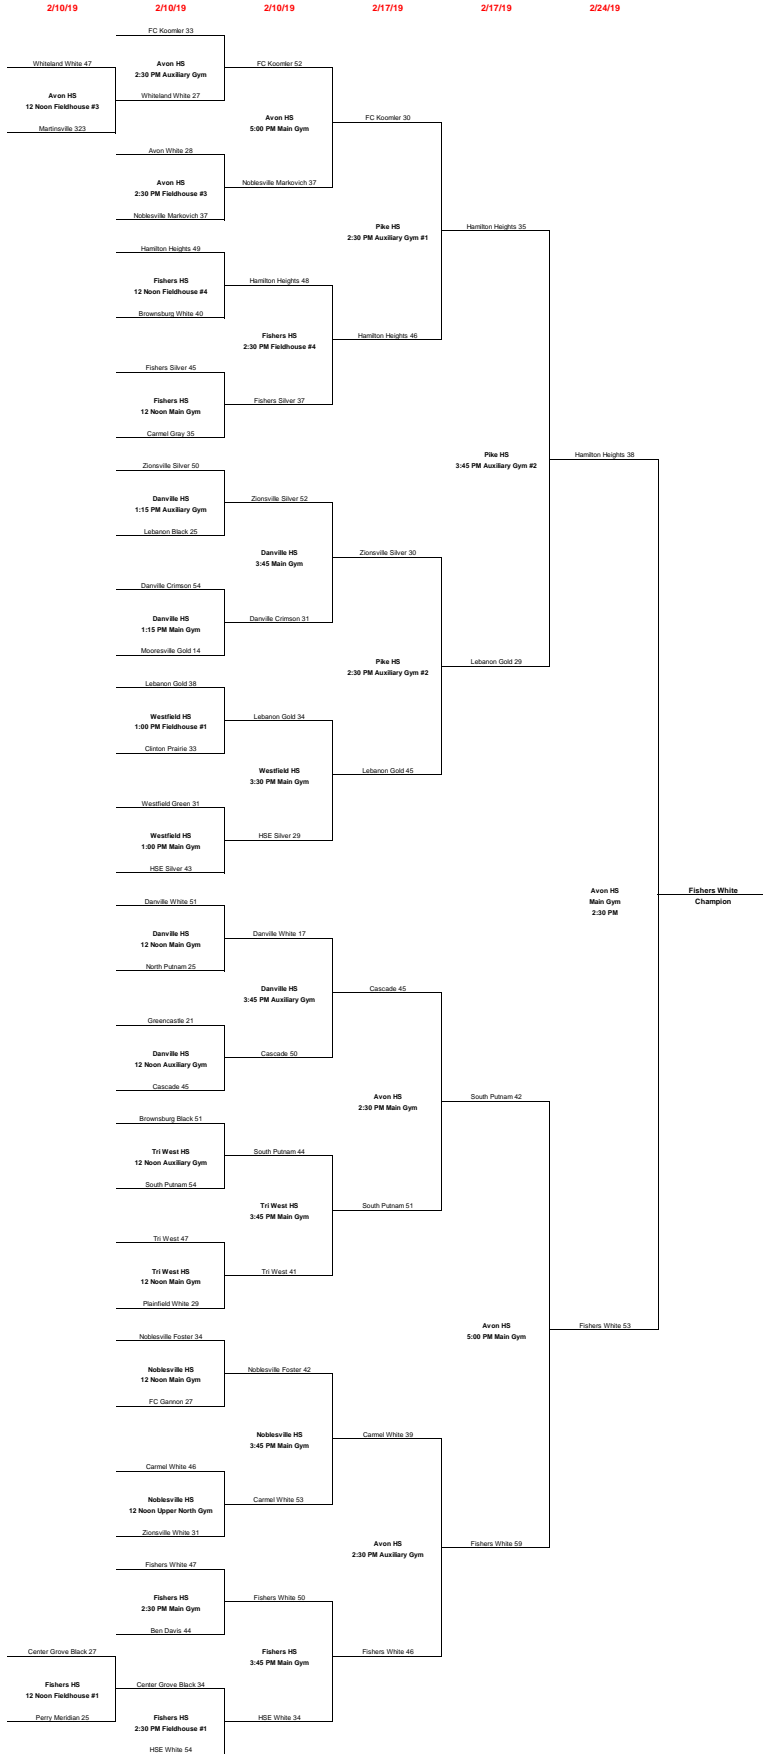 2/10/19 2/10/19 2/10/19 2/17/19 2/17/19 2/24/19
FC Koomler 33
Whiteland White 47
Avon HS
2:30 PM Auxiliary Gym
FC Koomler 52
Avon HS
12 Noon Fieldhouse #3
Whiteland White 27
Martinsville 323
Avon HS
5:00 PM Main Gym
FC Koomler 30
Avon White 28
Avon HS
2:30 PM Fieldhouse #3
Noblesville Markovich 37
Noblesville Markovich 37
Pike HS
2:30 PM Auxiliary Gym #1
Hamilton Heights 35
Hamilton Heights 49
Fishers HS
12 Noon Fieldhouse #4
Hamilton Heights 48
Brownsburg White 40
Fishers HS
2:30 PM Fieldhouse #4
Hamilton Heights 46
Fishers Silver 45
Fishers HS
12 Noon Main Gym
Fishers Silver 37
Carmel Gray 35
Pike HS
3:45 PM Auxiliary Gym #2
Hamilton Heights 38
Zionsville Silver 50
Danville HS
1:15 PM Auxiliary Gym
Zionsville Silver 52
Lebanon Black 25
Danville HS
3:45 Main Gym
Zionsville Silver 30
Danville Crimson 54
Danville HS
1:15 PM Main Gym
Danville Crimson 31
Mooresville Gold 14
Pike HS
2:30 PM Auxiliary Gym #2
Lebanon Gold 29
Lebanon Gold 38
Westfield HS
1:00 PM Fieldhouse #1
Lebanon Gold 34
Clinton Prairie 33
Westfield HS
3:30 PM Main Gym
Lebanon Gold 45
Westfield Green 31
Westfield HS
1:00 PM Main Gym
HSE Silver 29
HSE Silver 43
Avon HS
Main Gym
2:30 PM
Fishers White
Champion
Danville White 51
Danville HS
12 Noon Main Gym
Danville White 17
North Putnam 25
Danville HS
3:45 PM Auxiliary Gym
Cascade 45
Greencastle 21
Danville HS
12 Noon Auxiliary Gym
Cascade 50
Cascade 45
Avon HS
2:30 PM Main Gym
South Putnam 42
Brownsburg Black 51
Tri West HS
12 Noon Auxiliary Gym
South Putnam 44
South Putnam 54
Tri West HS
3:45 PM Main Gym
South Putnam 51
Tri West 47
Tri West HS
12 Noon Main Gym
Tri West 41
Plainfield White 29
Avon HS
5:00 PM Main Gym
Fishers White 53
Noblesville Foster 34
Noblesville HS
12 Noon Main Gym
Noblesville Foster 42
FC Gannon 27
Noblesville HS
3:45 PM Main Gym
Carmel White 39
Carmel White 46
Noblesville HS
12 Noon Upper North Gym
Carmel White 53
Zionsville White 31
Avon HS
2:30 PM Auxiliary Gym
Fishers White 59
Fishers White 47
Fishers HS
2:30 PM Main Gym
Fishers White 50
Ben Davis 44
Center Grove Black 27
Fishers HS
3:45 PM Main Gym
Fishers White 46
Fishers HS
12 Noon Fieldhouse #1
Center Grove Black 34
Perry Meridian 25
Fishers HS
2:30 PM Fieldhouse #1
HSE White 34
HSE White 54